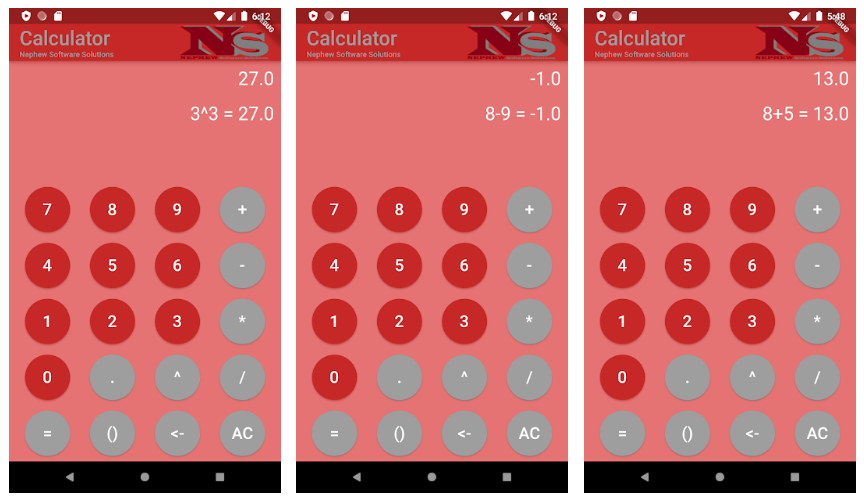 6:12
Calculator
Nephew Software Solutions
NS
27.0
3^3 = 27.0
7 8 9 +
4 5 6 -
1 2 3 *
0 . ^ /
= () <- AC
6:12
Calculator
Nephew Software Solutions
NS
-1.0
8-9 = -1.0
7 8 9 +
4 5 6 -
1 2 3 *
0 . ^ /
= () <- AC
5:48
Calculator
Nephew Software Solutions
NS
13.0
8+5 = 13.0
7 8 9 +
4 5 6 -
1 2 3 *
0 . ^ /
= () <- AC